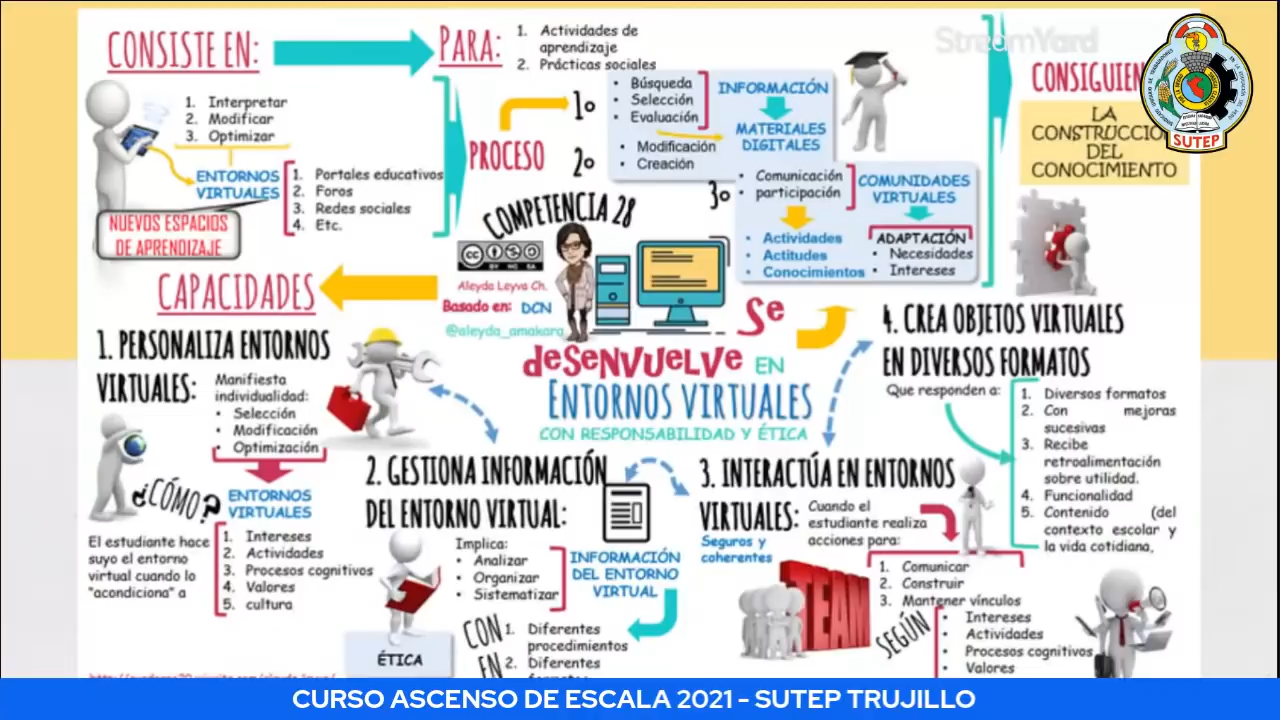 CONSISTE EN:
PARA:
1. Actividades de
aprendizaje
2. Prácticas sociales
StreamYard
SUTEP
1. Interpretar
2. Modificar
3. Optimizar
ENTORNOS
VIRTUALES
1. Portales educativos
2. Foros
3. Redes sociales
4. Etc.
NUEVOS ESPACIOS
DE APRENDIZAJE
PROCESO
1º
• Búsqueda
• Selección
• Evaluación
INFORMACIÓN
2º
• Modificación
• Creación
MATERIALES
DIGITALES
3º
• Comunicación
• participación
COMUNIDADES
VIRTUALES
• Actividades
• Actitudes
• Conocimientos
ADAPTACIÓN
• Necesidades
• Intereses
CONSIGUIEN
LA
CONSTRUCCIO
DEL
CONOCIMIENTO
COMPETENCIA 28
cc
BY NC SA
Aleyda Leyva Ch.
Basado en: DCN
@aleyda_amakara
Se
desenvuelve EN
ENTORNOS VIRTUALES
CON RESPONSABILIDAD Y ÉTICA
CAPACIDADES
1. PERSONALIZA ENTORNOS
VIRTUALES:
Manifiesta
individualidad:
• Selección
• Modificación
• Optimización
¿CÓMO?
ENTORNOS
VIRTUALES
El estudiante hace
suyo el entorno
virtual cuando lo
"acondiciona" a
1. Intereses
2. Actividades
3. Procesos cognitivos
4. Valores
5. cultura
2. GESTIONA INFORMACIÓN
DEL ENTORNO VIRTUAL:
Implica:
• Analizar
• Organizar
• Sistematizar
INFORMACIÓN
DEL ENTORNO
VIRTUAL
CON
EN
1. Diferentes
procedimientos
2. Diferentes
ÉTICA
3. INTERACTÚA EN ENTORNOS
VIRTUALES:
Seguros y
coherentes
Cuando el
estudiante realiza
acciones para:
TEAM
1. Comunicar
2. Construir
3. Mantener vínculos
SEGÚN
• Intereses
• Actividades
• Procesos cognitivos
• Valores
4. CREA OBJETOS VIRTUALES
EN DIVERSOS FORMATOS
Que responden a:
1. Diversos formatos
2. Con mejoras
sucesivas
3. Recibe
retroalimentación
sobre utilidad.
4. Funcionalidad
5. Contenido (del
contexto escolar y
la vida cotidiana,
CURSO ASCENSO DE ESCALA 2021 - SUTEP TRUJILLO